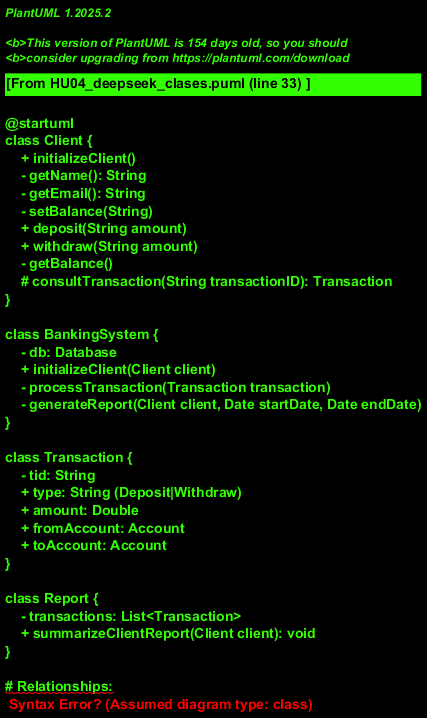 PlantUML 1.2025.2
<b>This version of PlantUML is 154 days old, so you should
<b>consider upgrading from https://plantuml.com/download
[From HU04_deepseek_clases.puml (line 33) ]
@startuml
class Client {
+ initializeClient()
- getName(): String
- getEmail(): String
- setBalance(String)
+ deposit(String amount)
+ withdraw(String amount)
- getBalance()
# consultTransaction(String transactionID): Transaction
}
class BankingSystem {
- db: Database
+ initializeClient(Client client)
- processTransaction(Transaction transaction)
- generateReport(Client client, Date startDate, Date endDate)
}
class Transaction {
- tid: String
+ type: String (Deposit|Withdraw)
+ amount: Double
+ fromAccount: Account
+ toAccount: Account
}
class Report {
- transactions: List<Transaction>
+ summarizeClientReport(Client client): void
}
# Relationships:
Syntax Error? (Assumed diagram type: class)